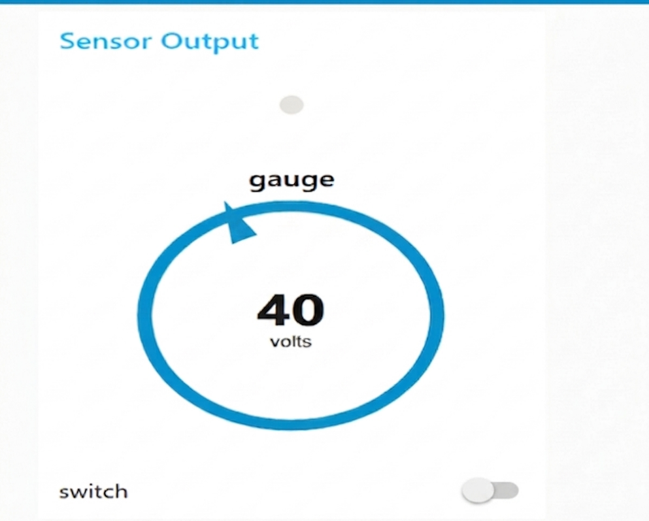 Sensor Output
gauge
40
volts
switch